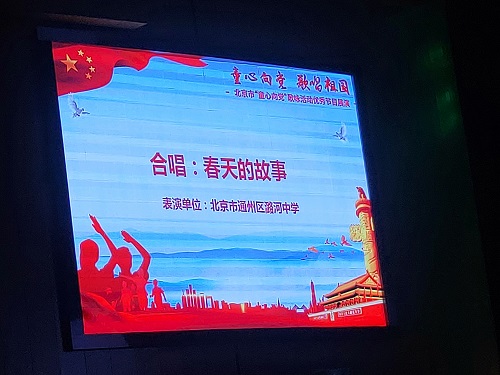 童心向党 歌唱祖国
- 北京市"童心向党"歌咏活动优秀节目展演
合唱：春天的故事
表演单位：北京市通州区潞河中学